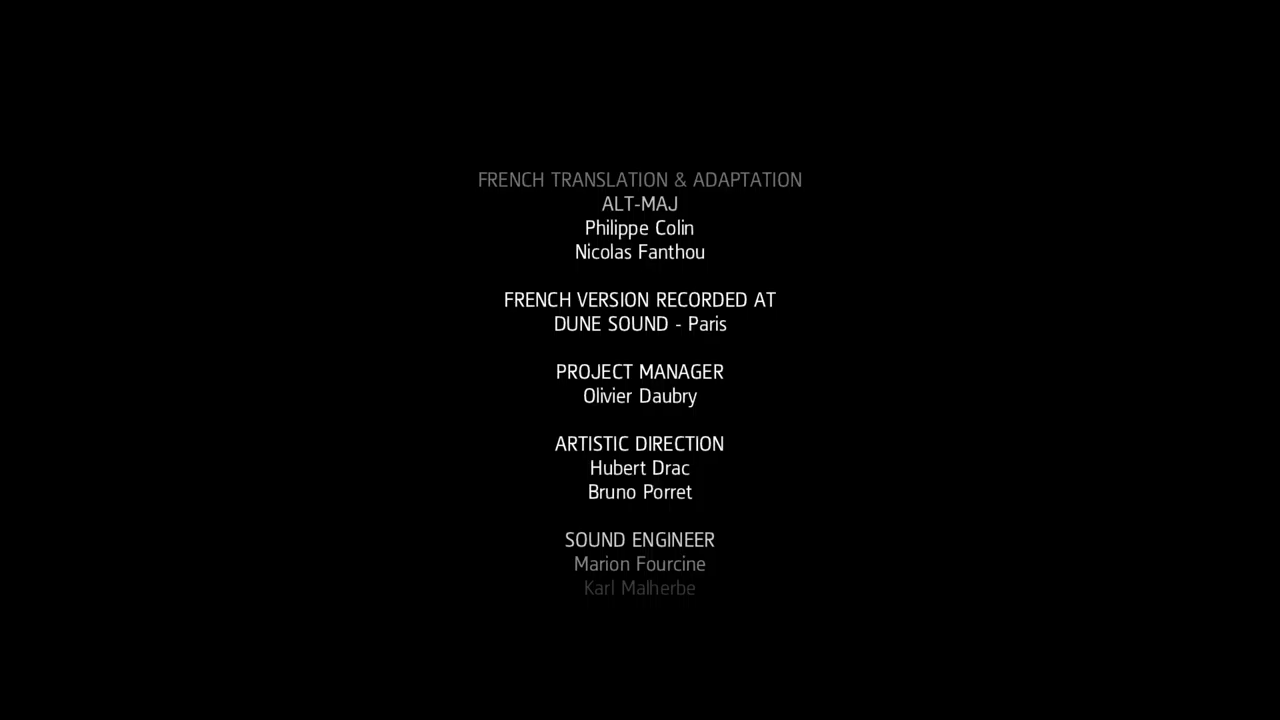 FRENCH TRANSLATION & ADAPTATION
ALT-MAJ
Philippe Colin
Nicolas Fanthou
FRENCH VERSION RECORDED AT
DUNE SOUND - Paris
PROJECT MANAGER
Olivier Daubry
ARTISTIC DIRECTION
Hubert Drac
Bruno Porret
SOUND ENGINEER
Marion Fourcine
Karl Malherbe